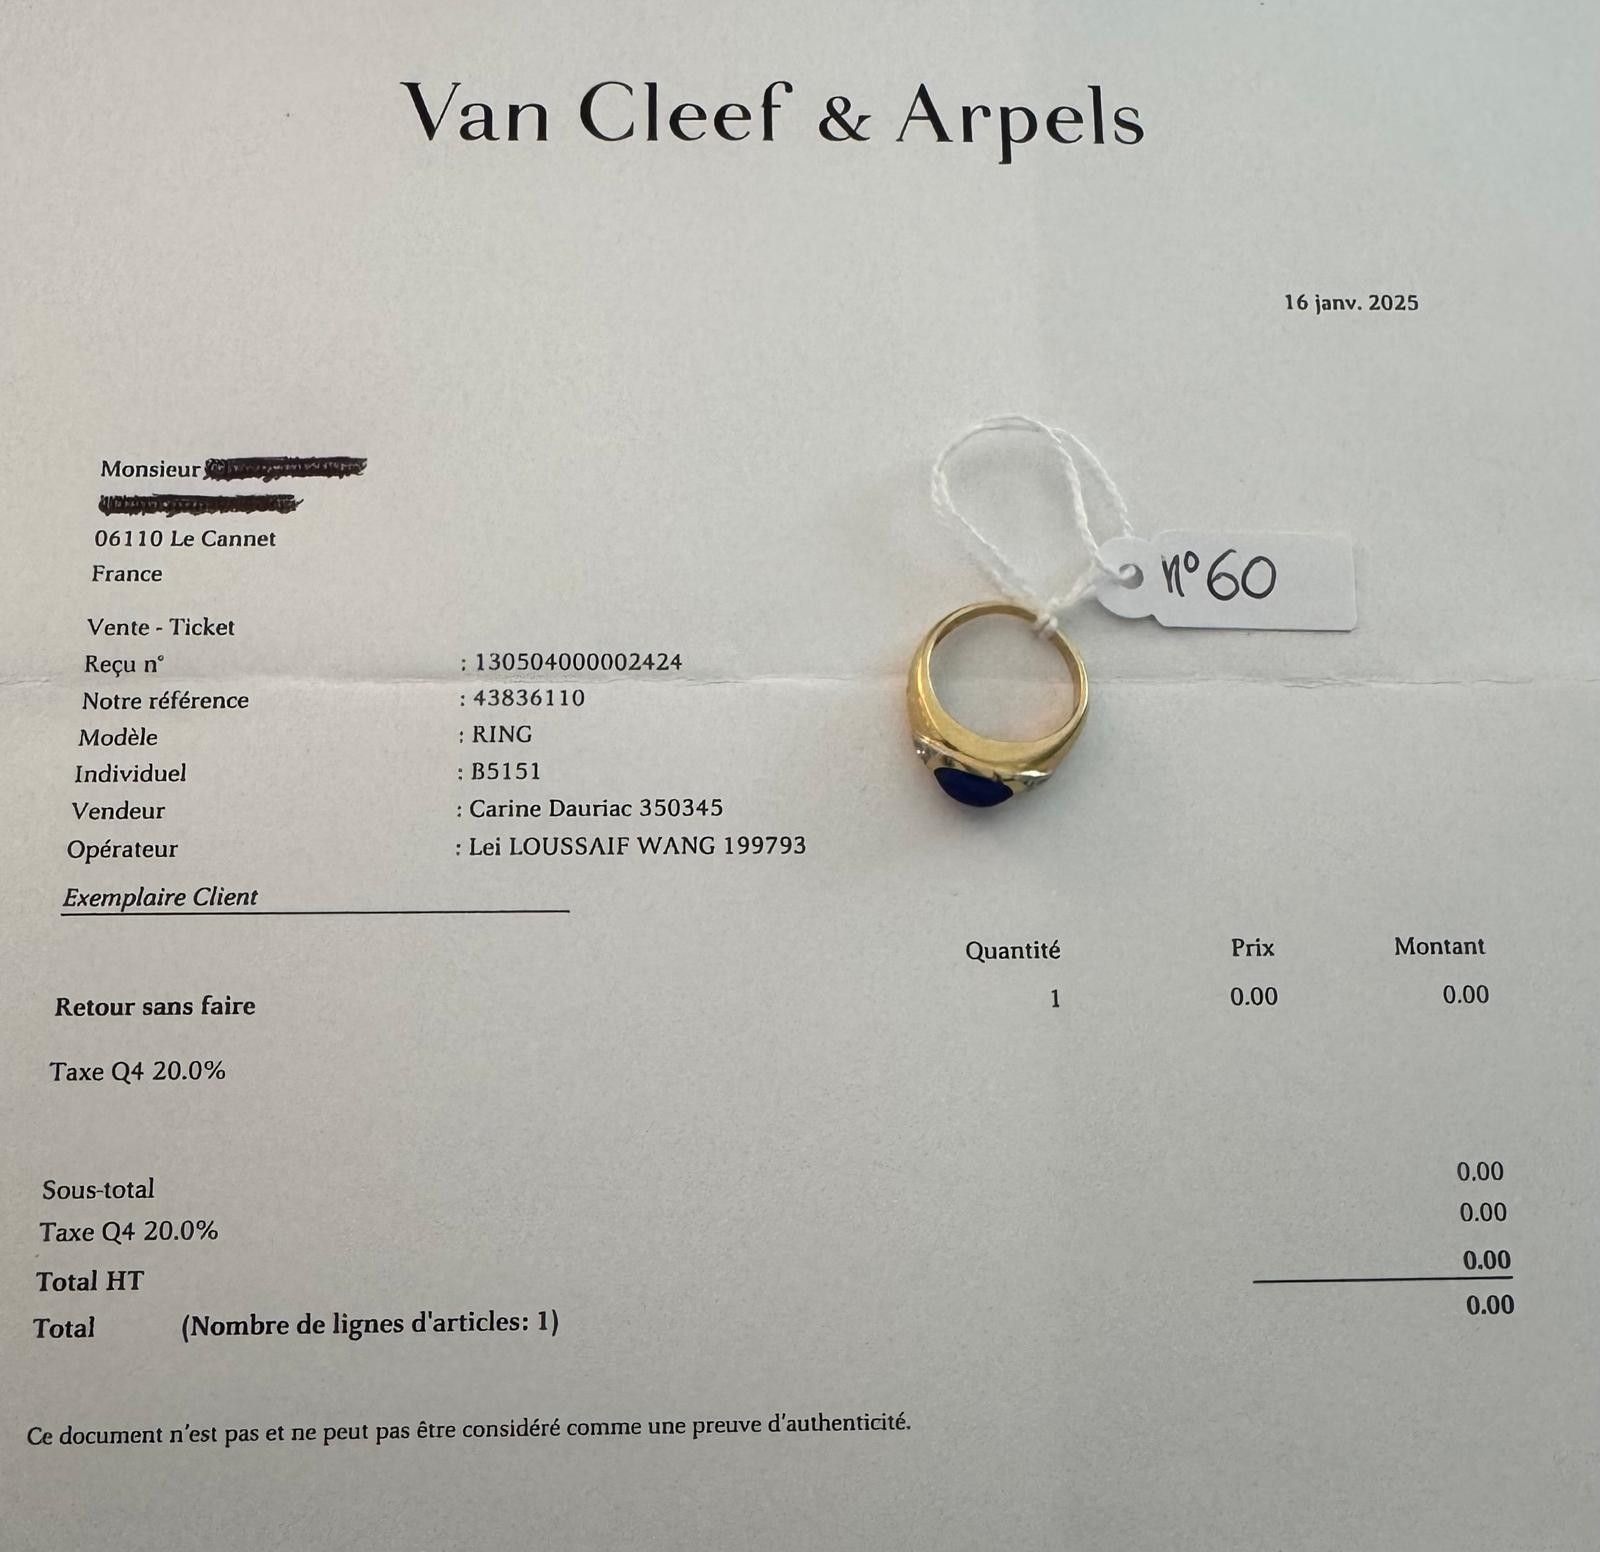 Van Cleef & Arpels
16 janv. 2025
Monsieur
06110 Le Cannet
France
n°60
Vente - Ticket
Reçu n° : 130504000002424
Notre référence : 43836110
Modèle : RING
Individuel : B5151
Vendeur : Carine Dauriac 350345
Opérateur : Lei LOUSSAIF WANG 199793
Exemplaire Client
Quantité Prix Montant
Retour sans faire 1 0.00 0.00
Taxe Q4 20.0%
Sous-total 0.00
Taxe Q4 20.0% 0.00
Total HT 0.00
Total (Nombre de lignes d'articles: 1) 0.00
Ce document n'est pas et ne peut pas être considéré comme une preuve d'authenticité.